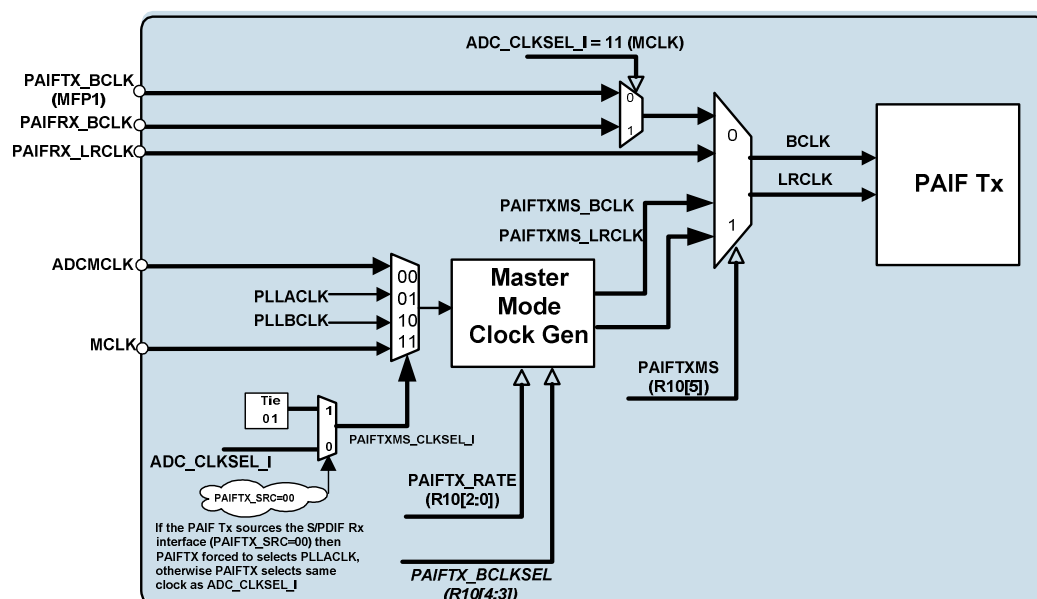 ADC_CLKSEL_I = 11 (MCLK)
PAIFTX_BCLK
(MFP1)
PAIFRX_BCLK
PAIFRX_LRCLK
0
1
0
1
BCLK
LRCLK
PAIF Tx
PAIFTXMS_BCLK
PAIFTXMS_LRCLK
ADCMCLK
PLLACLK
PLLBCLK
MCLK
00
01
10
11
Master
Mode
Clock Gen
PAIFTXMS
(R10[5])
Tie
01
1
0
PAIFTXMS_CLKSEL_I
ADC_CLKSEL_I
PAIFTX_SRC=00
PAIFTX_RATE
(R10[2:0])
If the PAIF Tx sources the S/PDIF Rx
interface (PAIFTX_SRC=00) then
PAIFTX forced to selects PLLACLK,
otherwise PAIFTX selects same
clock as ADC_CLKSEL_I
PAIFTX_BCLKSEL
(R10[4:3])